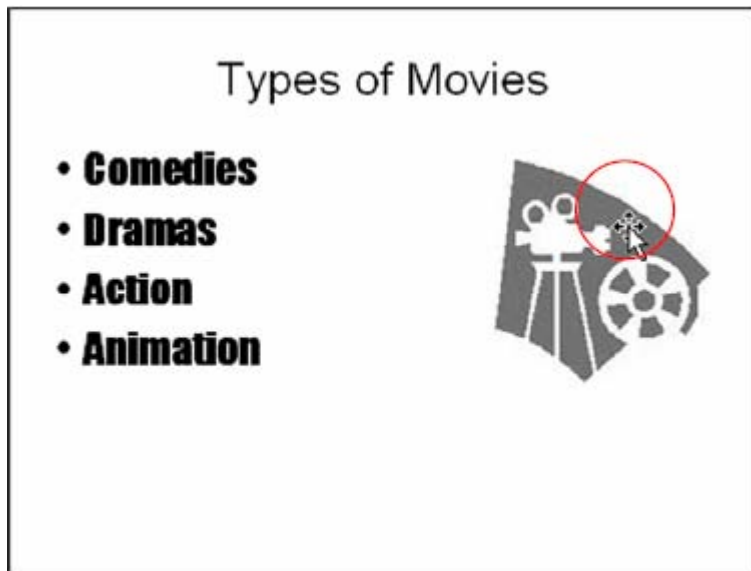 Types of Movies
• Comedies
• Dramas
• Action
• Animation